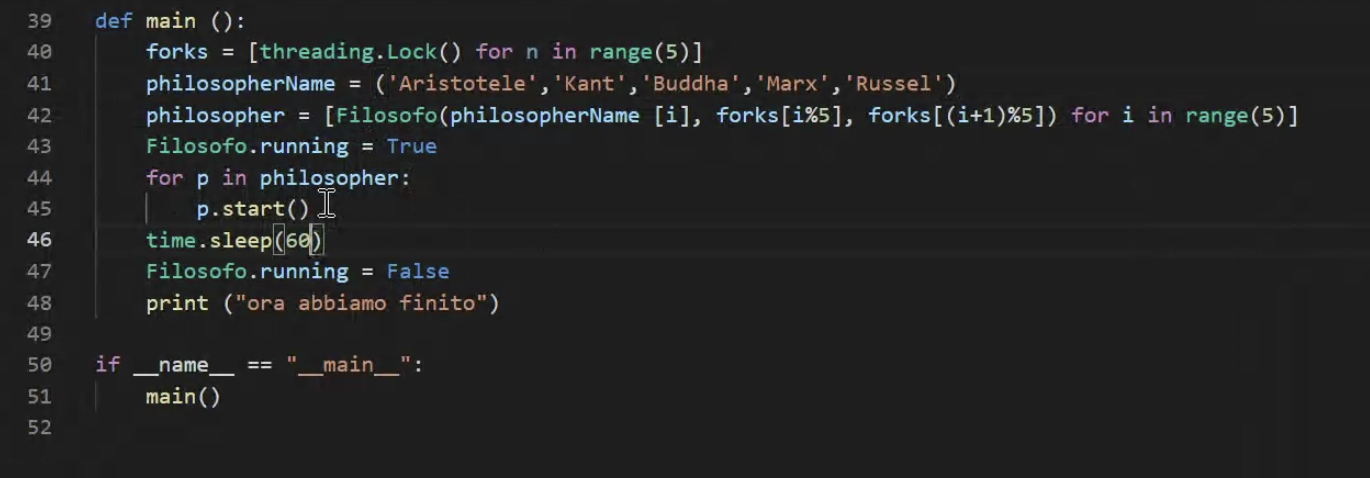 39 def main ():
40 forks = [threading.Lock() for n in range(5)]
41 philosopherName = ('Aristotele','Kant','Buddha','Marx','Russel')
42 philosopher = [Filosofo(philosopherName [i], forks[i%5], forks[(i+1)%5]) for i in range(5)]
43 Filosofo.running = True
44 for p in philosopher:
45 p.start()
46 time.sleep(60)
47 Filosofo.running = False
48 print ("ora abbiamo finito")
49
50 if __name__ == "__main__":
51 main()
52